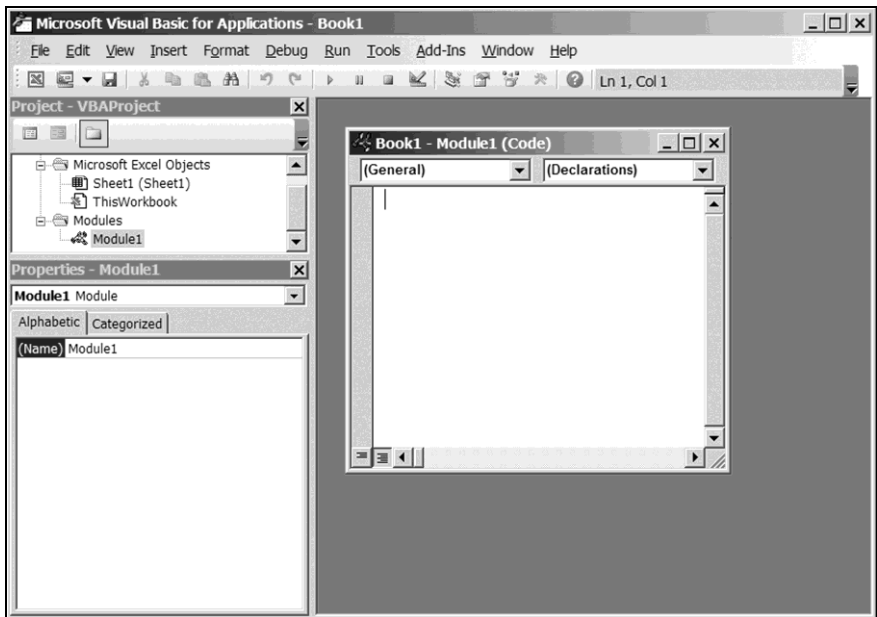 Microsoft Visual Basic for Applications - Book1
File Edit View Insert Format Debug Run Tools Add-Ins Window Help
Ln 1, Col 1
Project - VBAProject
Microsoft Excel Objects
Sheet1 (Sheet1)
ThisWorkbook
Modules
Module1
Properties - Module1
Module1 Module
Alphabetic Categorized
(Name) Module1
Book1 - Module1 (Code)
(General) (Declarations)